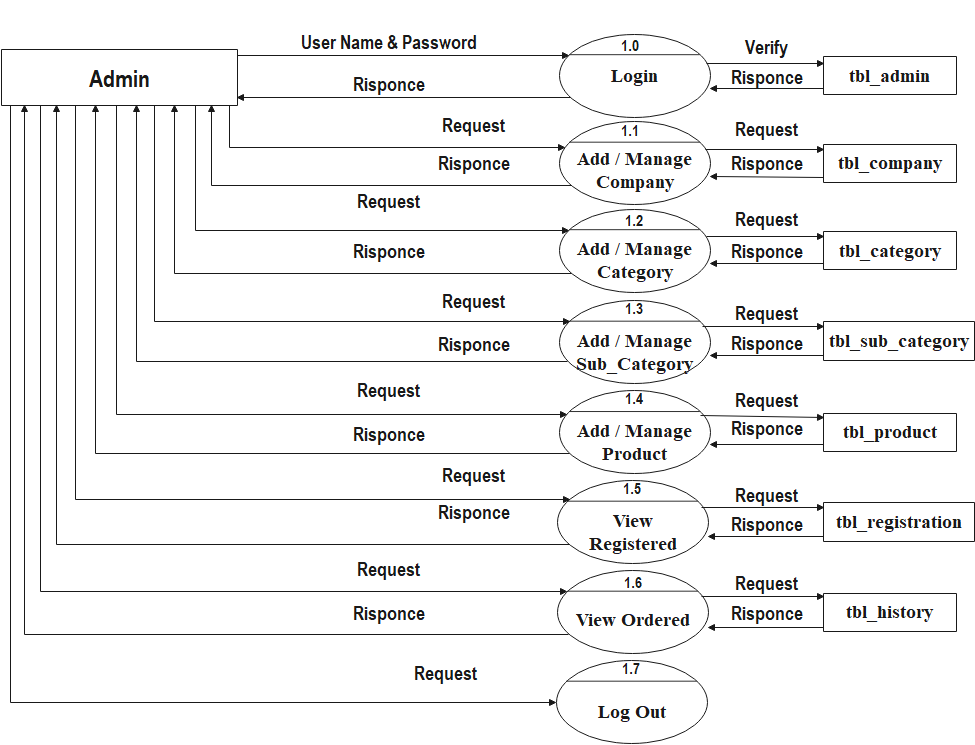 User Name & Password
1.0
Verify
Admin
Login
tbl_admin
Risponce
Risponce
Request
1.1
Request
Risponce
Add / Manage
Company
Risponce
tbl_company
Request
1.2
Request
Risponce
Add / Manage
Category
Risponce
tbl_category
Request
1.3
Request
Risponce
Add / Manage
Sub_Category
Risponce
tbl_sub_category
Request
1.4
Request
Risponce
Add / Manage
Product
Risponce
tbl_product
Request
1.5
Request
Risponce
View
Registered
Risponce
tbl_registration
Request
1.6
Request
Risponce
View Ordered
Risponce
tbl_history
Request
1.7
Log Out